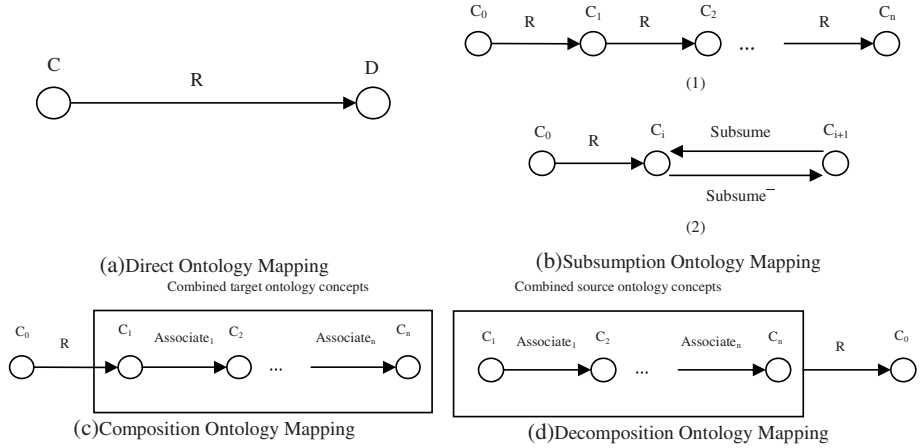 C D
R
(a)Direct Ontology Mapping
C0 C1 C2 Cn
R R ... R
(1)
C0 Ci Ci+1
R Subsume
Subsume−
(2)
(b)Subsumption Ontology Mapping
Combined target ontology concepts
C0 C1 C2 Cn
R Associate1 ... Associaten
(c)Composition Ontology Mapping
Combined source ontology concepts
C1 C2 Cn C0
Associate1 ... Associaten R
(d)Decomposition Ontology Mapping